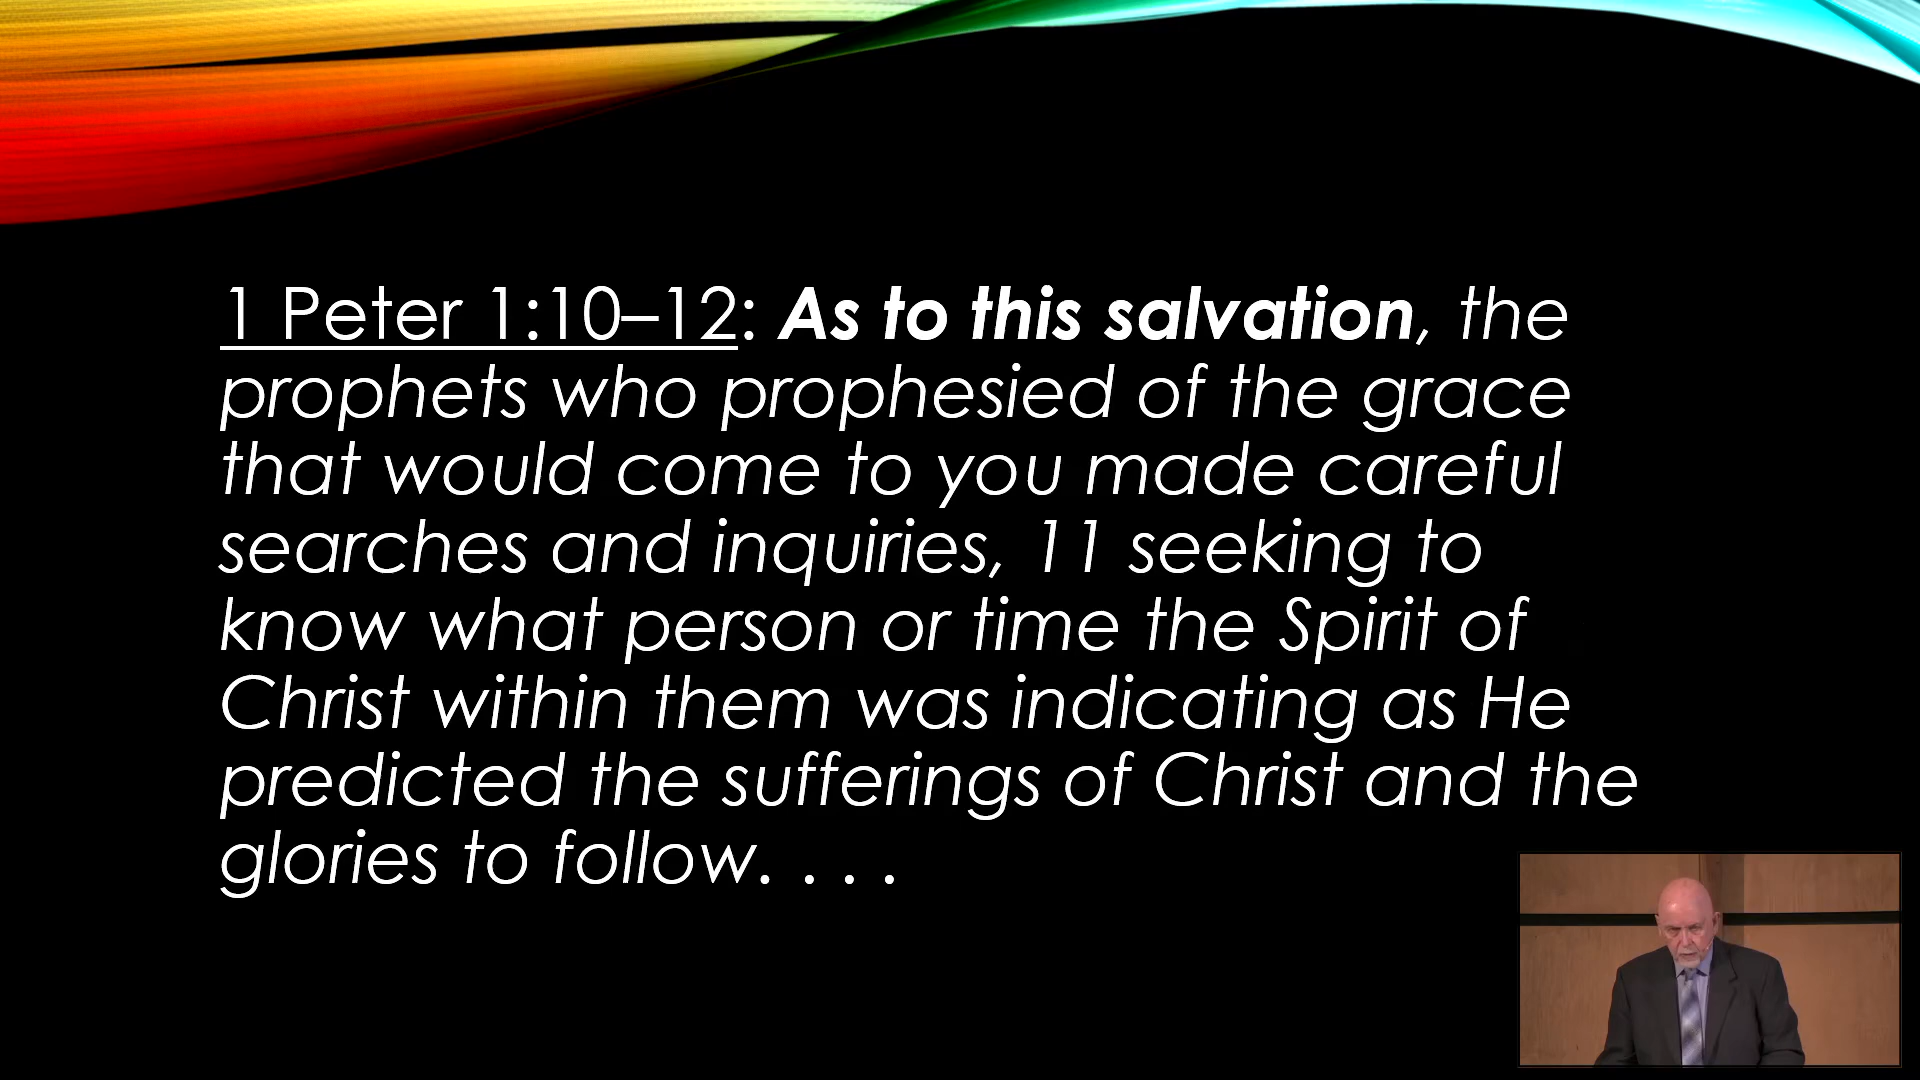 1 Peter 1:10–12: As to this salvation, the
prophets who prophesied of the grace
that would come to you made careful
searches and inquiries, 11 seeking to
know what person or time the Spirit of
Christ within them was indicating as He
predicted the sufferings of Christ and the
glories to follow. . . .